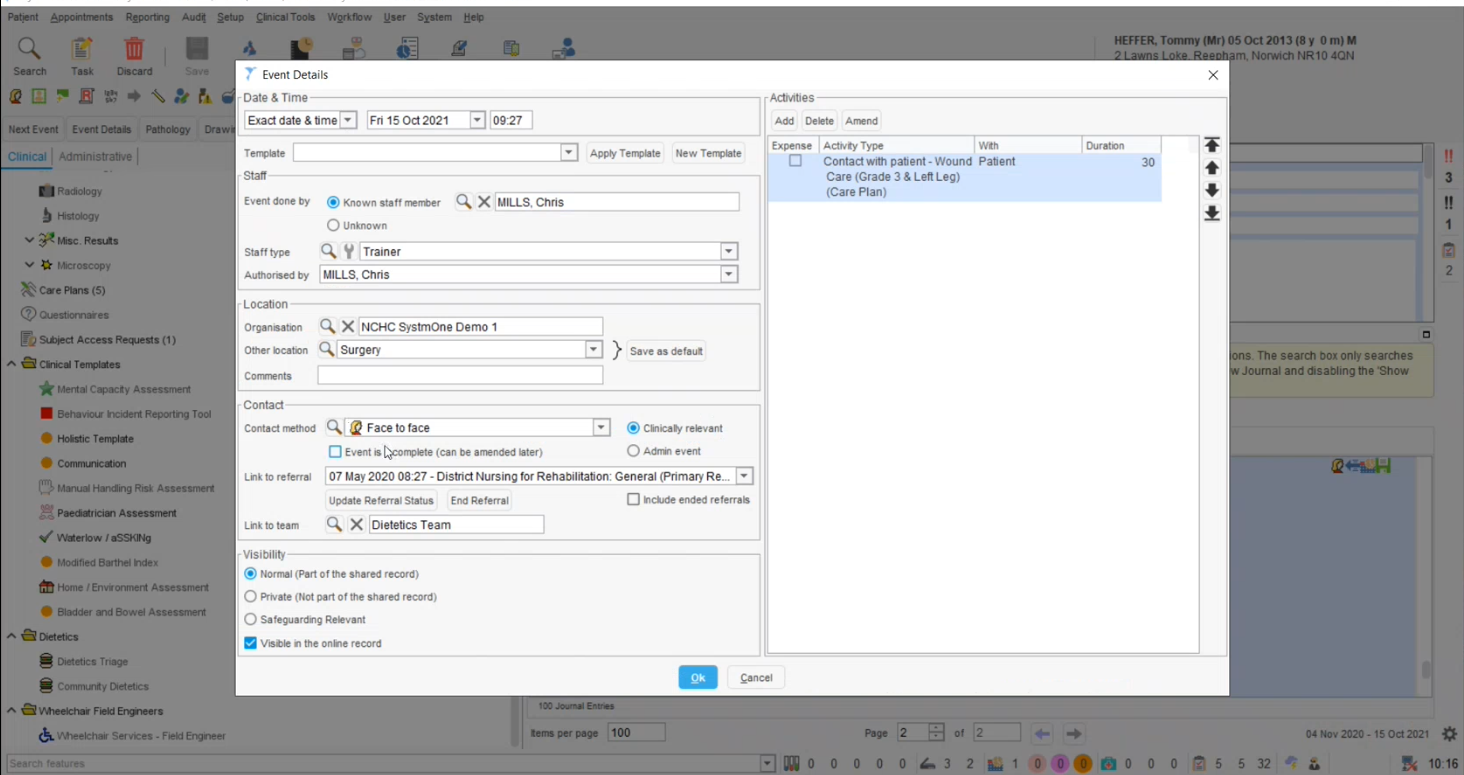 Patient Appointments Reporting Audit Setup Clinical Tools Workflow User System Help
HEFFER, Tommy (Mr) 05 Oct 2013 (8 y 0 m) M
2 Lawns Loke, Reepham, Norwich NR10 4QN
Search Task Discard Save
Next Event Event Details Pathology
Clinical Administrative
Radiology
Histology
Misc. Results
Microscopy
Care Plans (5)
Questionnaires
Subject Access Requests (1)
Clinical Templates
Mental Capacity Assessment
Behaviour Incident Reporting Tool
Holistic Template
Communication
Manual Handling Risk Assessment
Paediatrician Assessment
Waterlow / aSSKINg
Modified Barthel Index
Home / Environment Assessment
Bladder and Bowel Assessment
Dietetics
Dietetics Triage
Community Dietetics
Wheelchair Field Engineers
Wheelchair Services - Field Engineer
Search features
Event Details
Date & Time
Exact date & time Fri 15 Oct 2021 09:27
Template Apply Template New Template
Staff
Event done by Known staff member MILLS, Chris
Unknown
Staff type Trainer
Authorised by MILLS, Chris
Location
Organisation NCHC SystmOne Demo 1
Other location Surgery } Save as default
Comments
Contact
Contact method Face to face Clinically relevant
Event is incomplete (can be amended later) Admin event
Link to referral 07 May 2020 08:27 - District Nursing for Rehabilitation: General (Primary Re...
Update Referral Status End Referral Include ended referrals
Link to team Dietetics Team
Visibility
Normal (Part of the shared record)
Private (Not part of the shared record)
Safeguarding Relevant
Visible in the online record
Ok Cancel
Activities
Add Delete Amend
Expense Activity Type With Duration
Contact with patient - Wound Patient 30
Care (Grade 3 & Left Leg)
(Care Plan)
!!
3
!!
1
2
ions. The search box only searches
w Journal and disabling the 'Show
100 Journal Entries
Items per page 100 Page 2 of 2 04 Nov 2020 - 15 Oct 2021
0 0 0 0 0 3 2 1 0 0 0 0 0 0 0 5 5 32 10:16